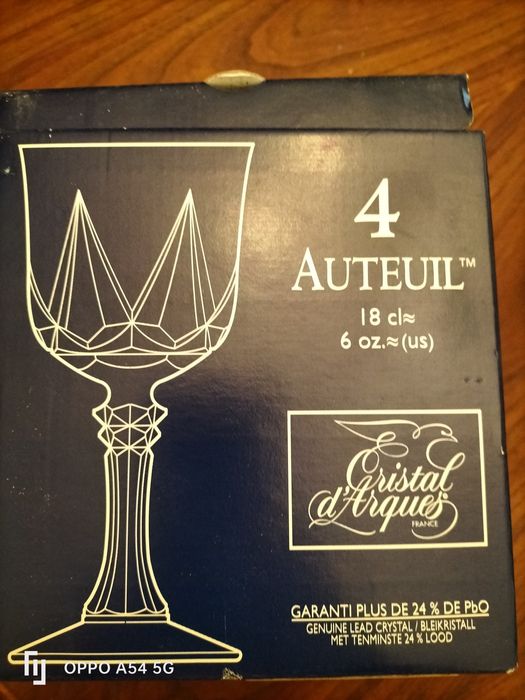 4
AUTEUIL™
18 cl≈
6 oz.≈(us)
Cristal
d'Arques
FRANCE
GARANTI PLUS DE 24 % DE PbO
GENUINE LEAD CRYSTAL / BLEIKRISTALL
MET TENMINSTE 24 % LOOD
OPPO A54 5G